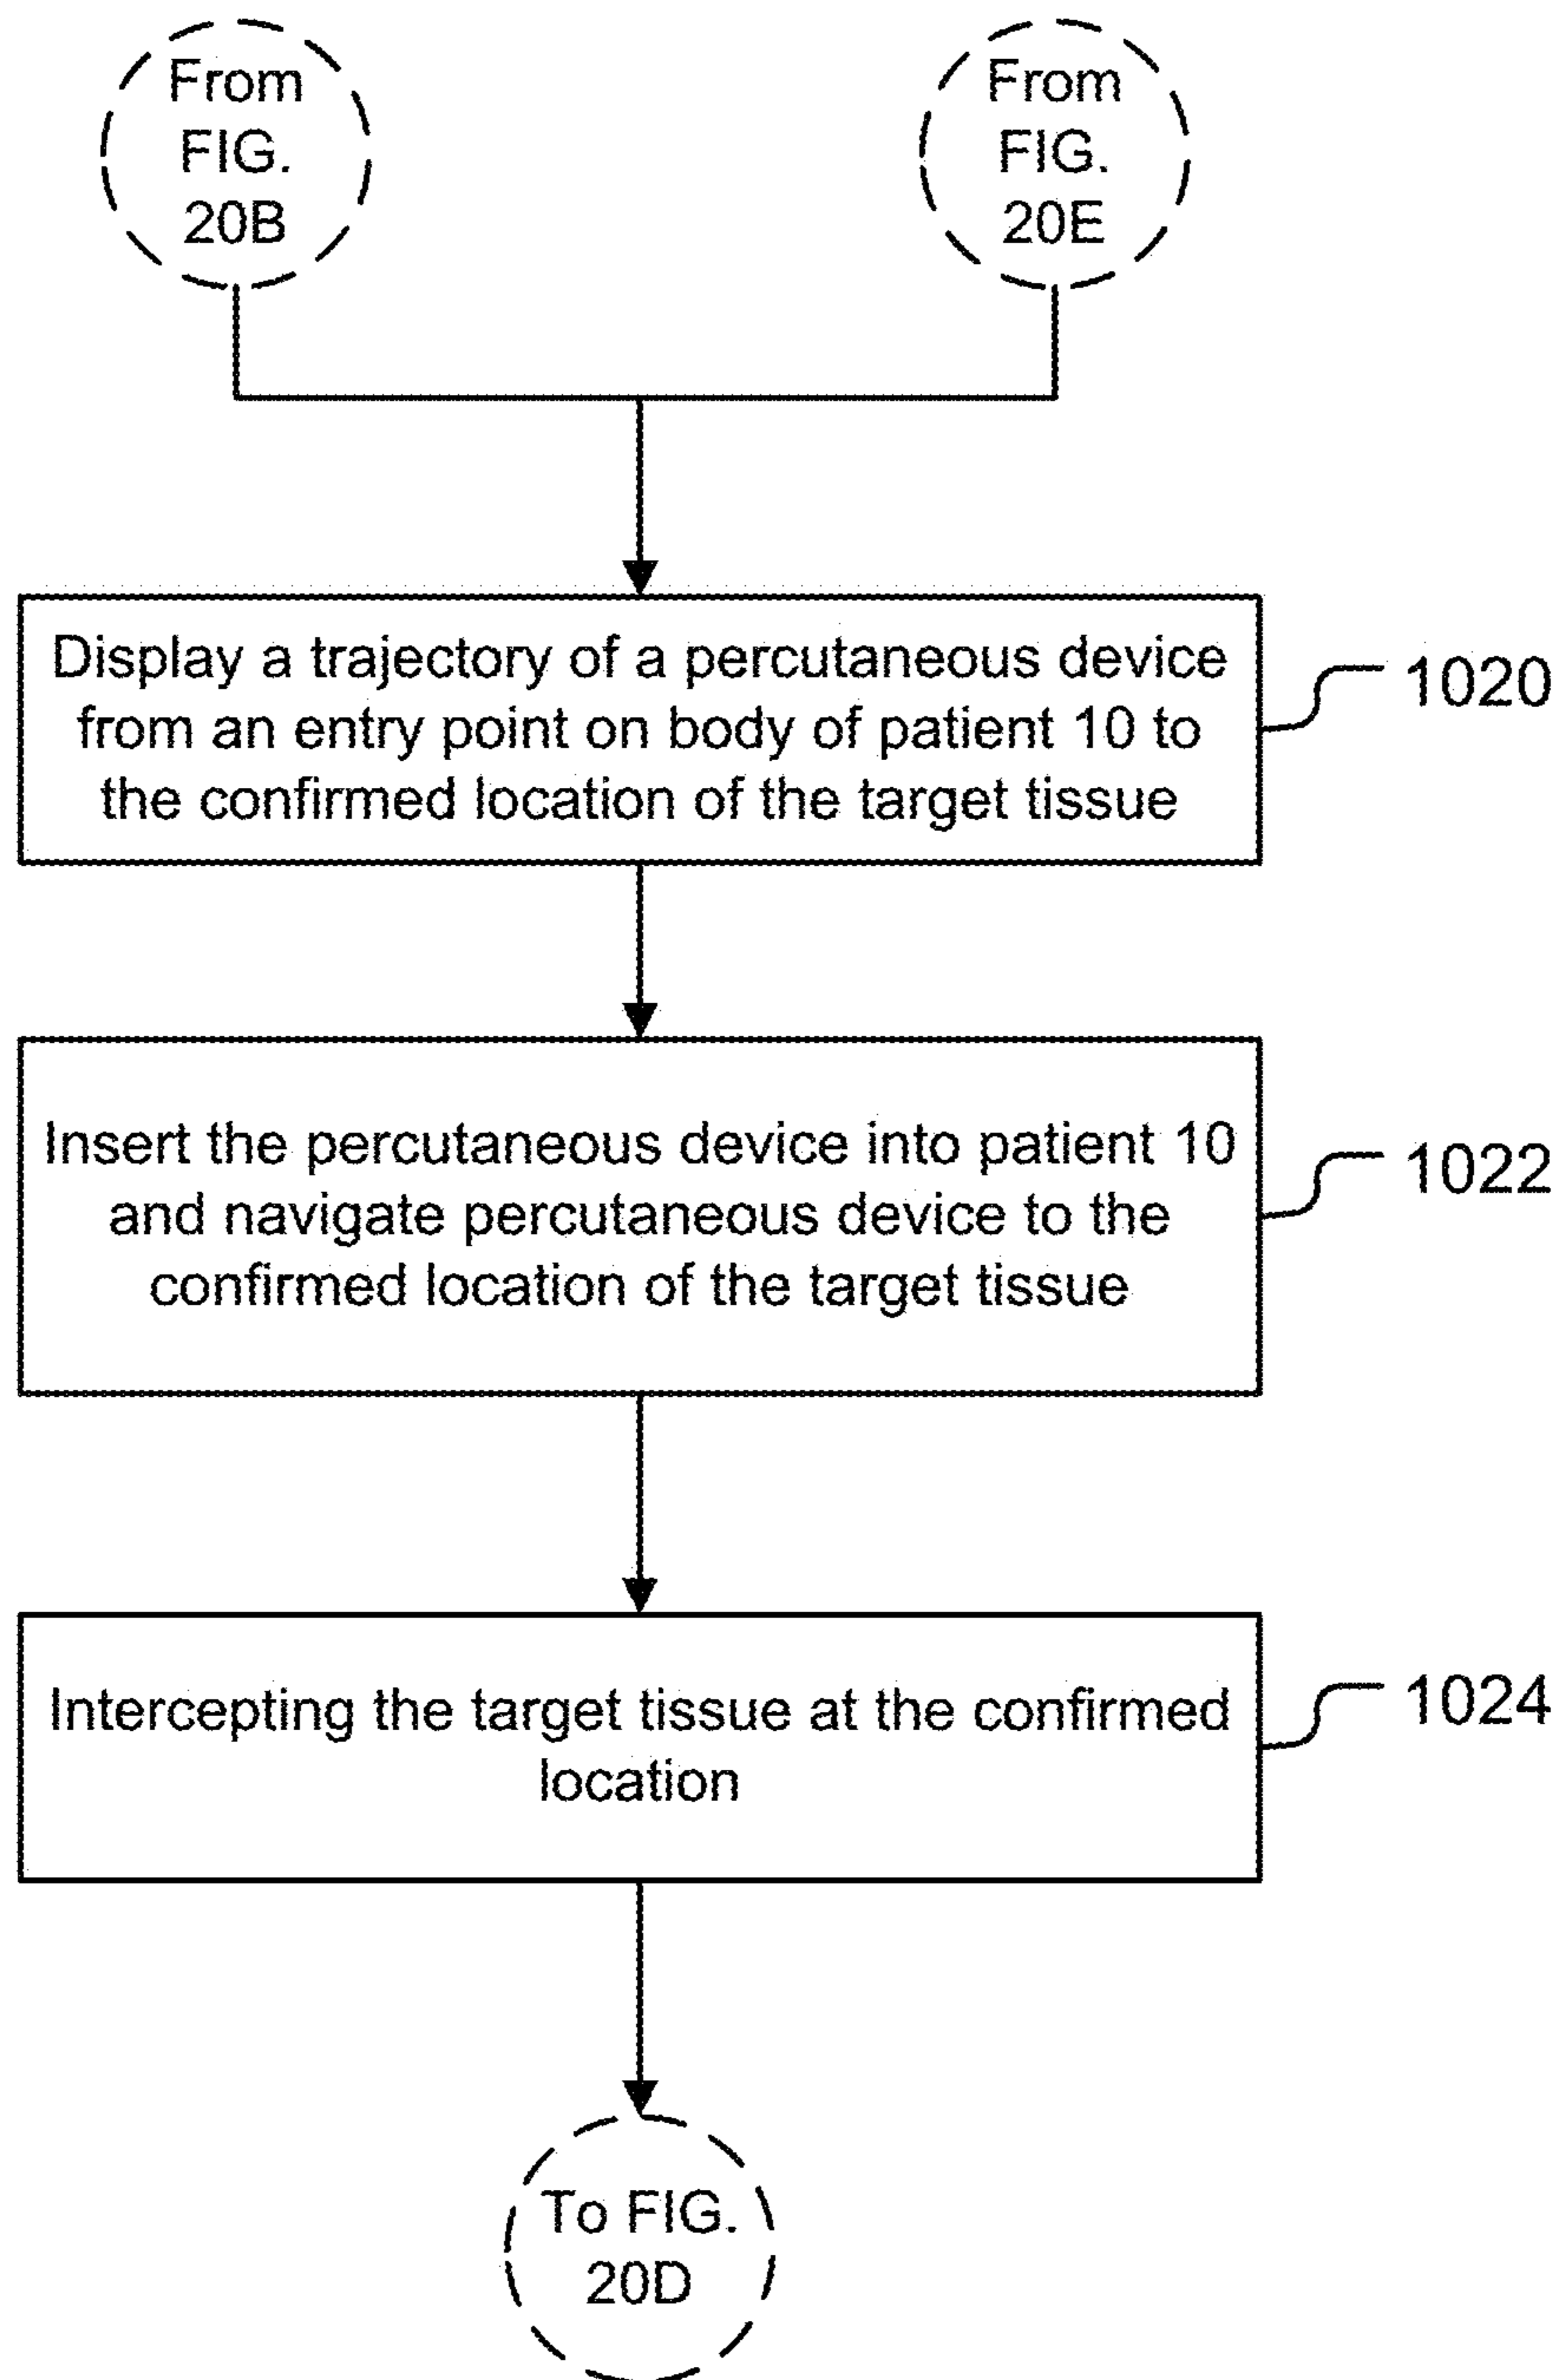 From
FIG.
20B
From
FIG.
20E
Display a trajectory of a percutaneous device
from an entry point on body of patient 10 to
the confirmed location of the target tissue
1020
Insert the percutaneous device into patient 10
and navigate percutaneous device to the
confirmed location of the target tissue
1022
Intercepting the target tissue at the confirmed
location
1024
To FIG.
20D